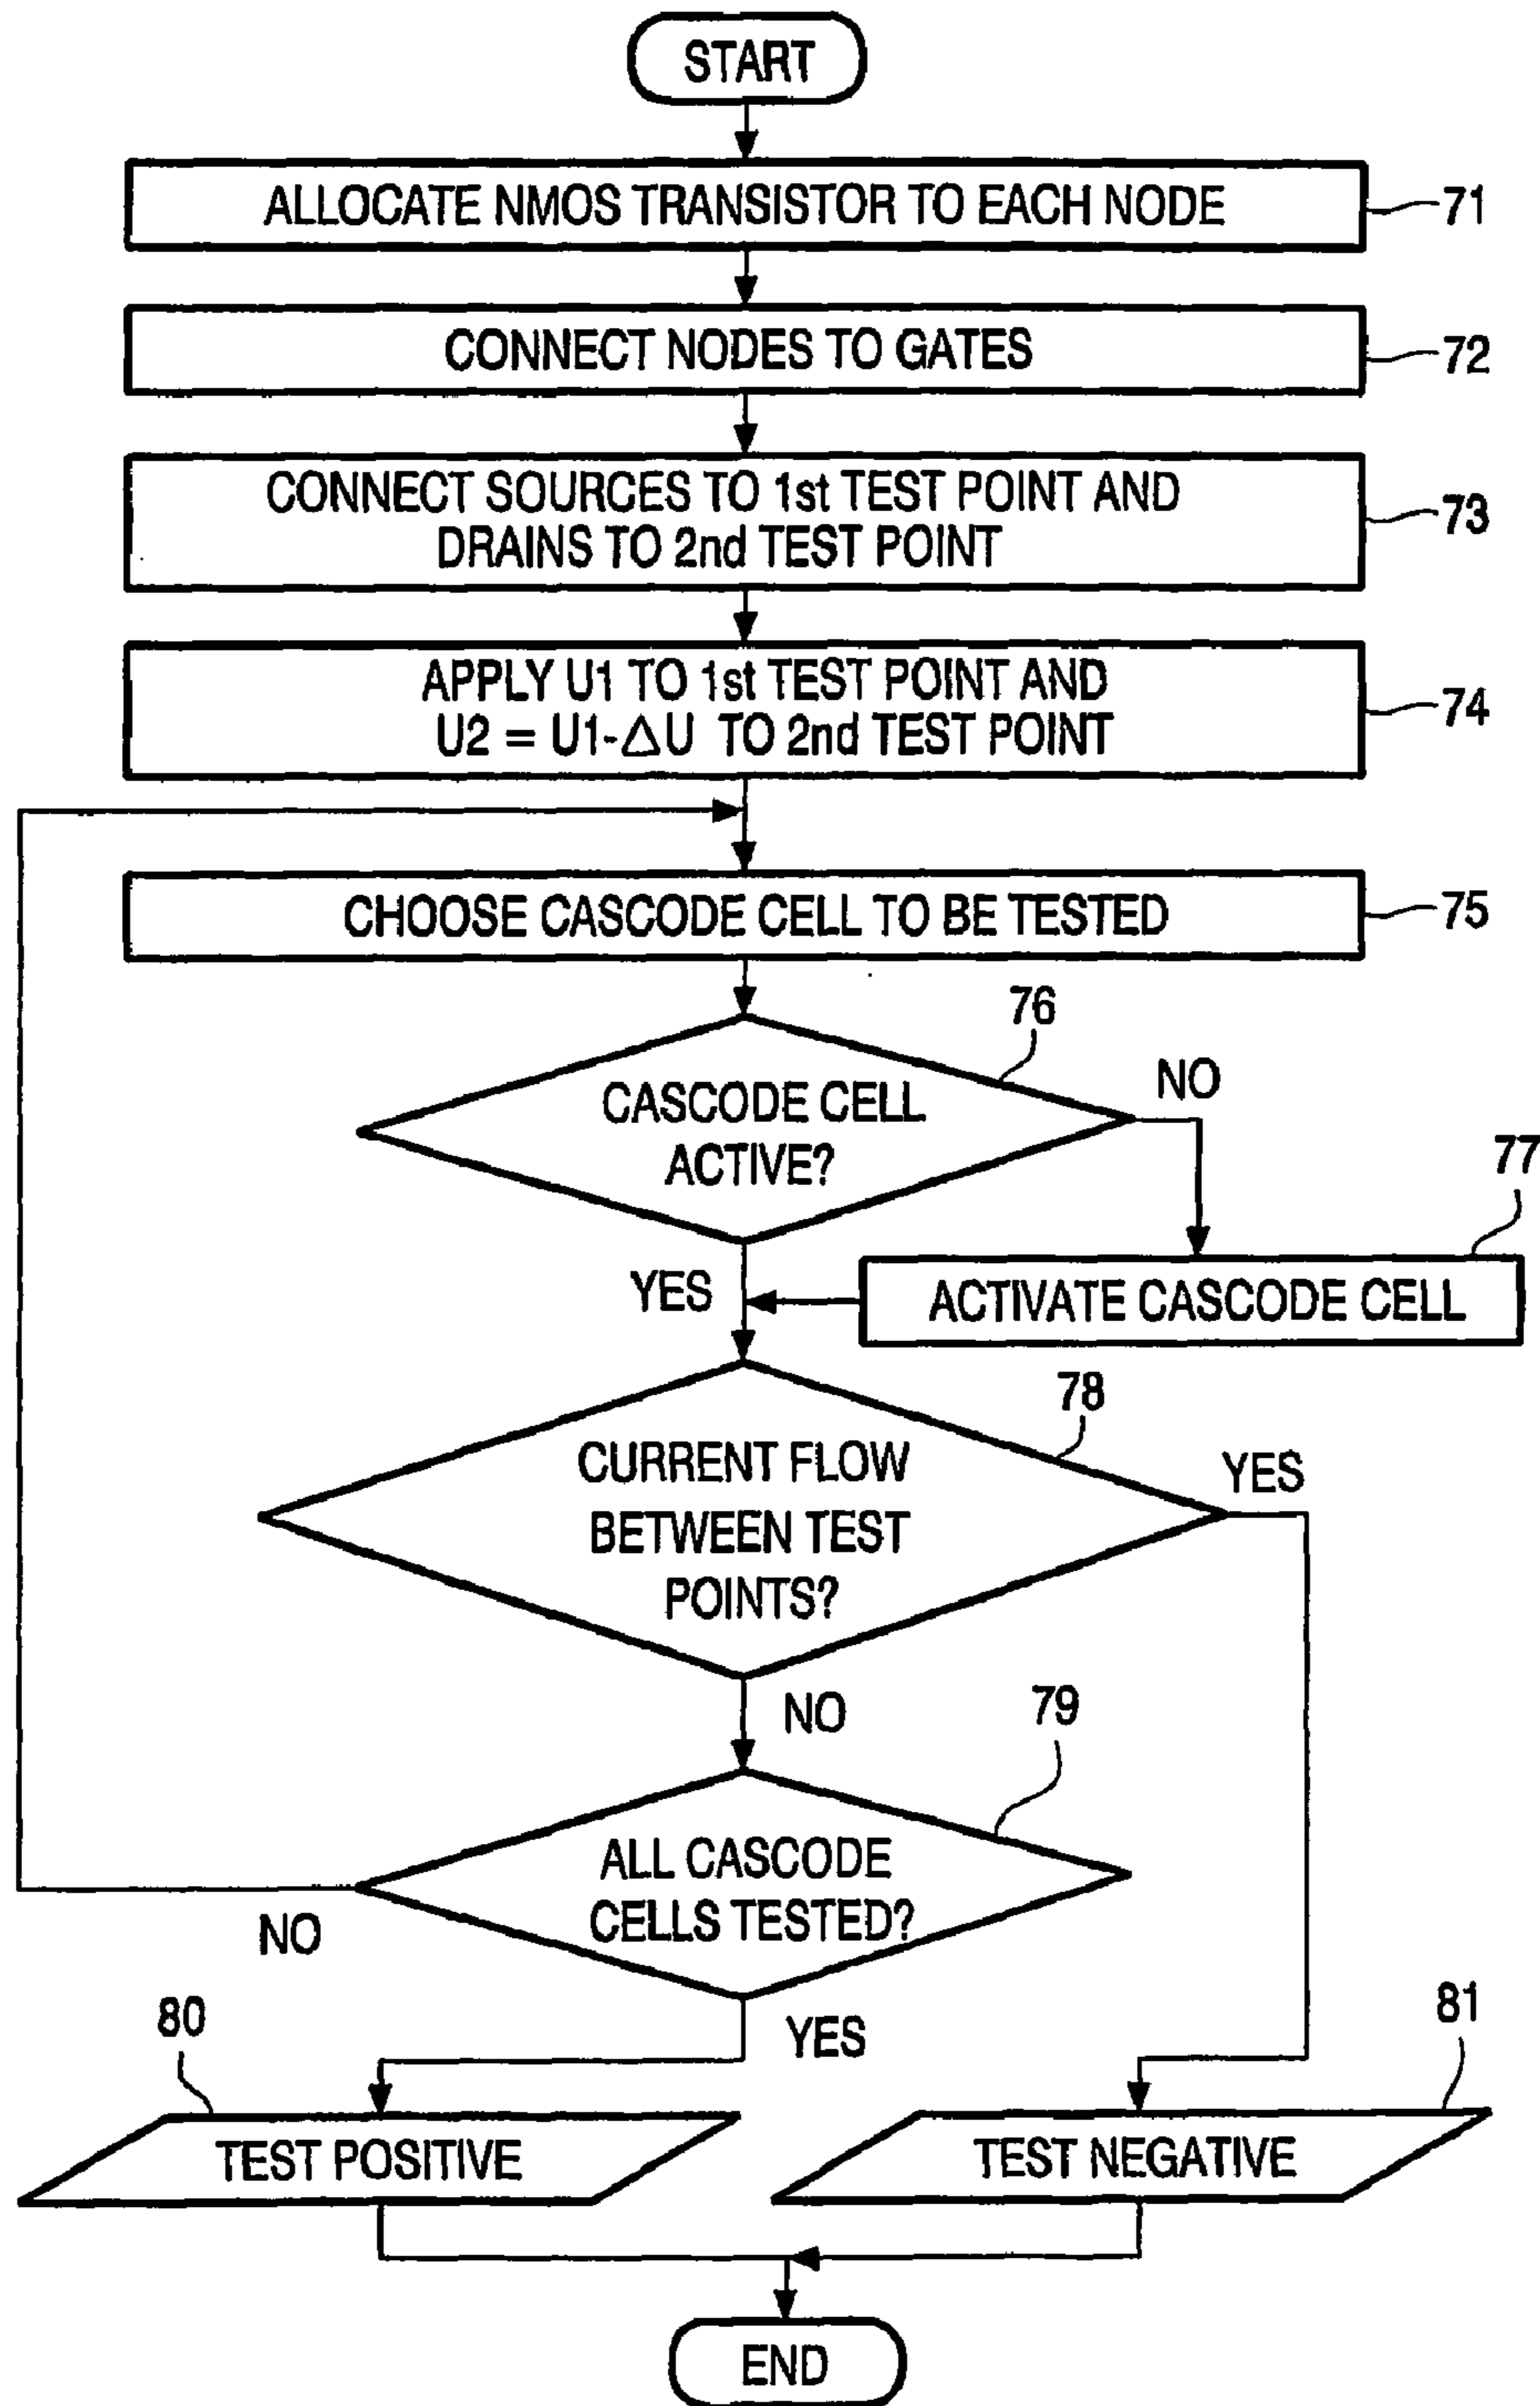 START
ALLOCATE NMOS TRANSISTOR TO EACH NODE
71
CONNECT NODES TO GATES
72
CONNECT SOURCES TO 1st TEST POINT AND
DRAINS TO 2nd TEST POINT
73
APPLY U1 TO 1st TEST POINT AND
U2 = U1-△U TO 2nd TEST POINT
74
CHOOSE CASCODE CELL TO BE TESTED
75
76
NO
CASCODE CELL
ACTIVE?
77
YES
ACTIVATE CASCODE CELL
78
CURRENT FLOW
BETWEEN TEST
POINTS?
YES
NO
79
ALL CASCODE
CELLS TESTED?
NO
YES
80
81
TEST POSITIVE
TEST NEGATIVE
END